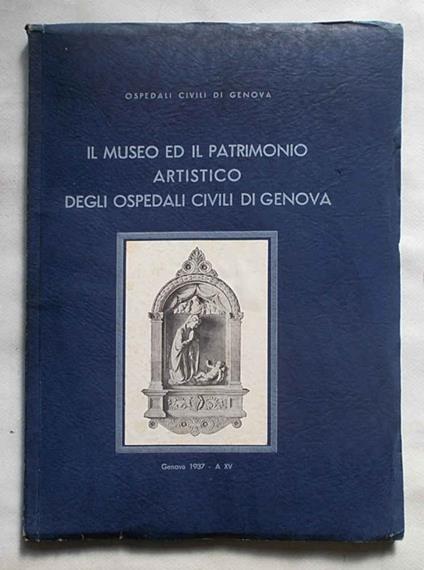 OSPEDALI CIVILI DI GENOVA
IL MUSEO ED IL PATRIMONIO
ARTISTICO
DEGLI OSPEDALI CIVILI DI GENOVA
Genova 1937 - A XV